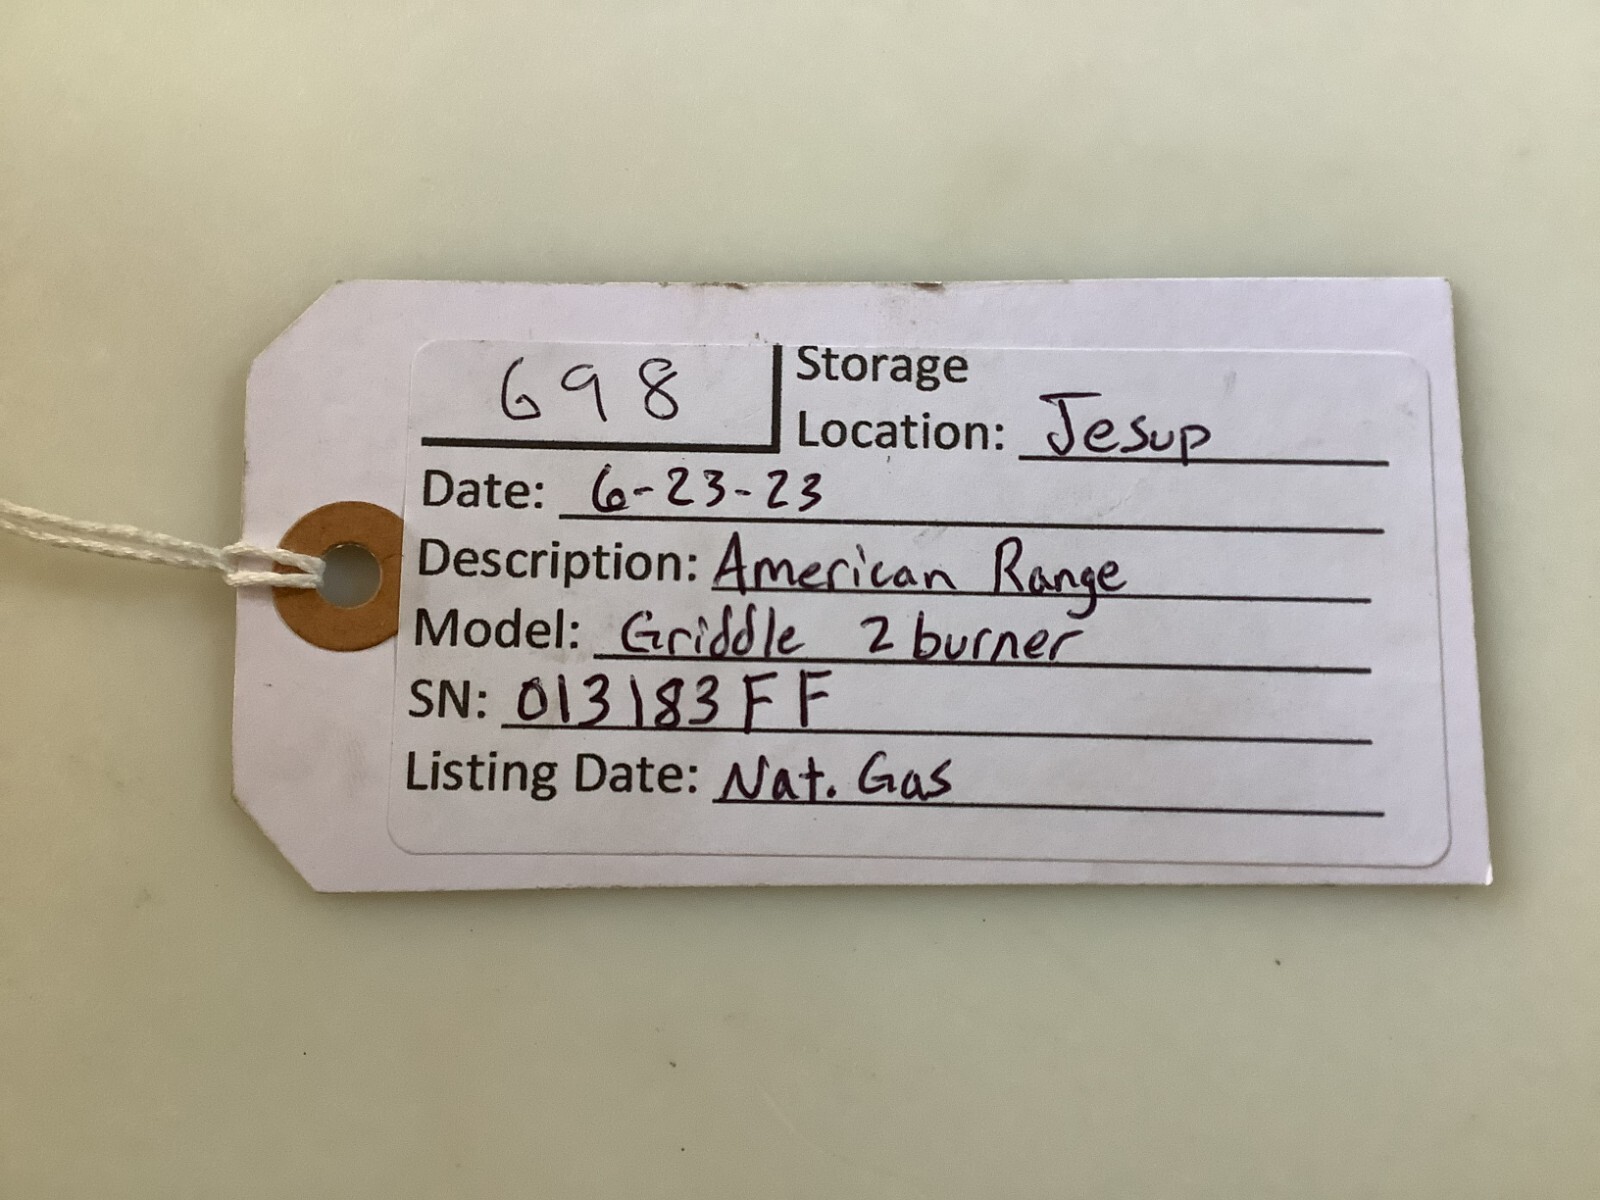 698
Storage
Location: Jesup
Date: 6-23-23
Description: American Range
Model: Griddle 2 burner
SN: 013183FF
Listing Date: Nat. Gas